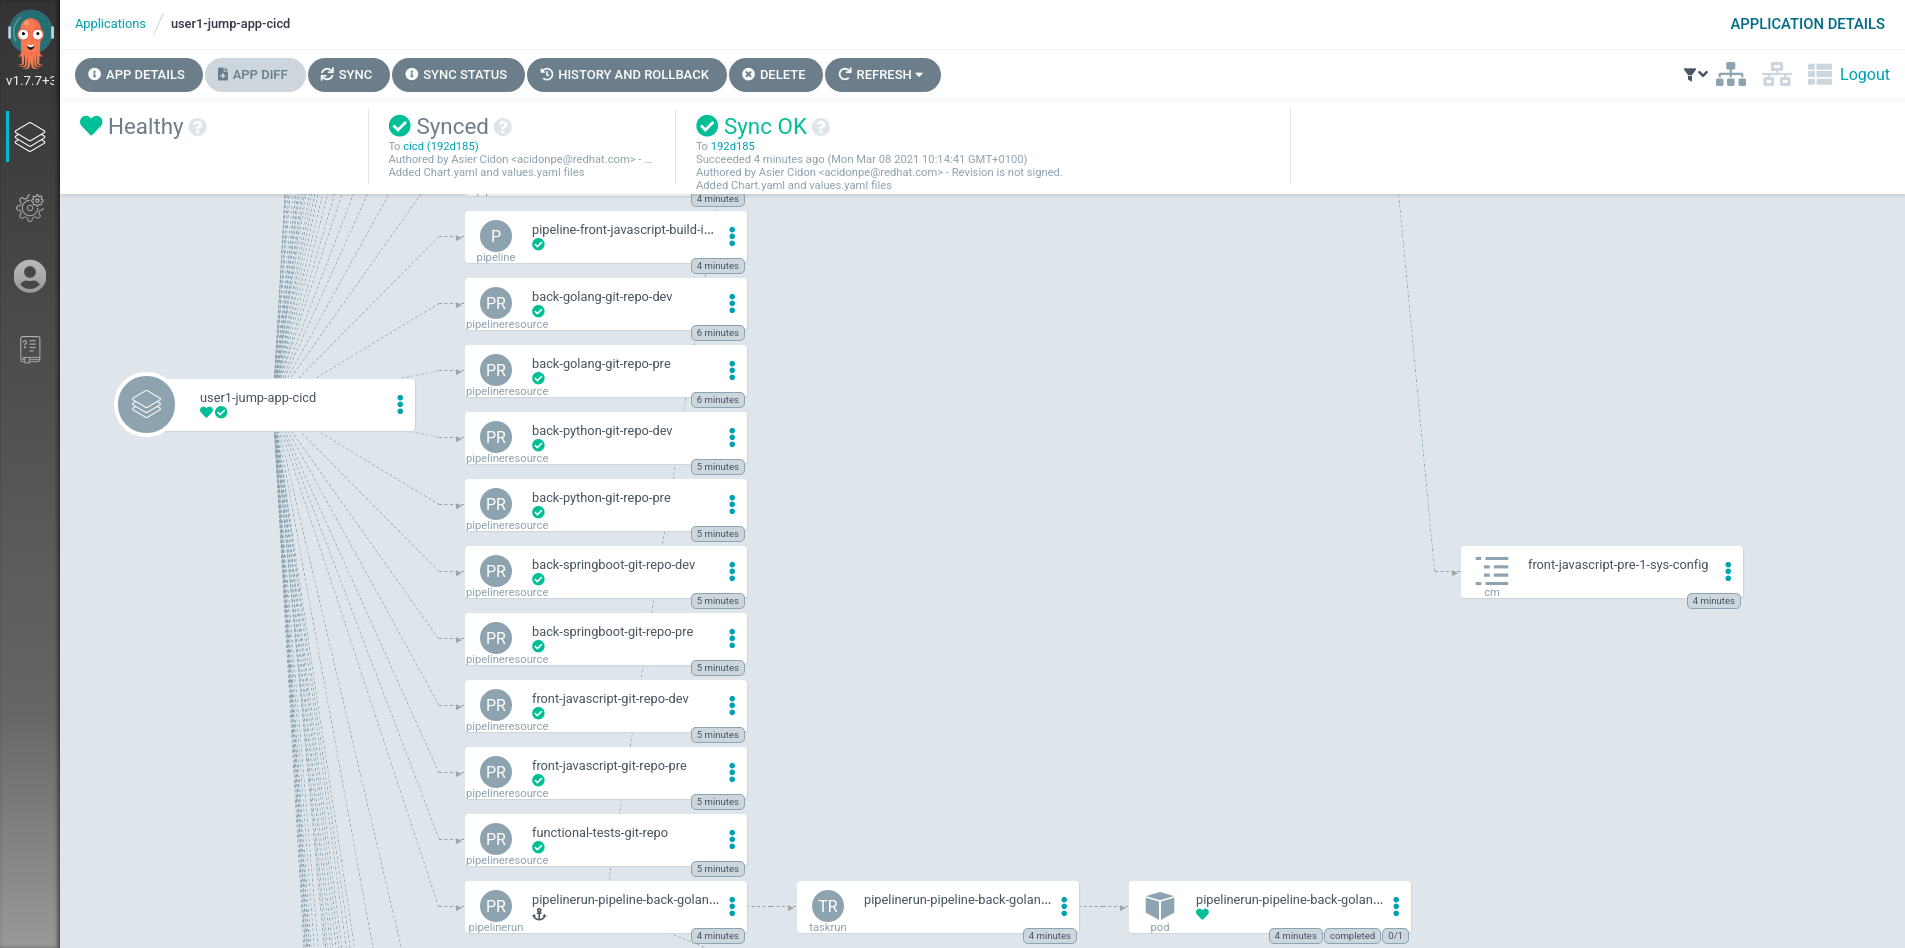 Applications / user1-jump-app-cicd
APPLICATION DETAILS
v1.7.7+3
APP DETAILS
APP DIFF
SYNC
SYNC STATUS
HISTORY AND ROLLBACK
DELETE
REFRESH
Logout
Healthy
Synced
To cicd (192d185)
Authored by Asier Cidon <acidonpe@redhat.com> - ...
Added Chart.yaml and values.yaml files
Sync OK
To 192d185
Succeeded 4 minutes ago (Mon Mar 08 2021 10:14:41 GMT+0100)
Authored by Asier Cidon <acidonpe@redhat.com> - Revision is not signed.
Added Chart.yaml and values.yaml files
4 minutes
P
pipeline
pipeline-front-javascript-build-i...
4 minutes
PR
pipelineresource
back-golang-git-repo-dev
6 minutes
PR
pipelineresource
back-golang-git-repo-pre
6 minutes
user1-jump-app-cicd
PR
pipelineresource
back-python-git-repo-dev
5 minutes
PR
pipelineresource
back-python-git-repo-pre
5 minutes
PR
pipelineresource
back-springboot-git-repo-dev
5 minutes
cm
front-javascript-pre-1-sys-config
4 minutes
PR
pipelineresource
back-springboot-git-repo-pre
5 minutes
PR
pipelineresource
front-javascript-git-repo-dev
5 minutes
PR
pipelineresource
front-javascript-git-repo-pre
5 minutes
PR
pipelineresource
functional-tests-git-repo
5 minutes
PR
pipelinerun
pipelinerun-pipeline-back-golan...
4 minutes
TR
taskrun
pipelinerun-pipeline-back-golan...
4 minutes
pod
pipelinerun-pipeline-back-golan...
4 minutes completed 0/1